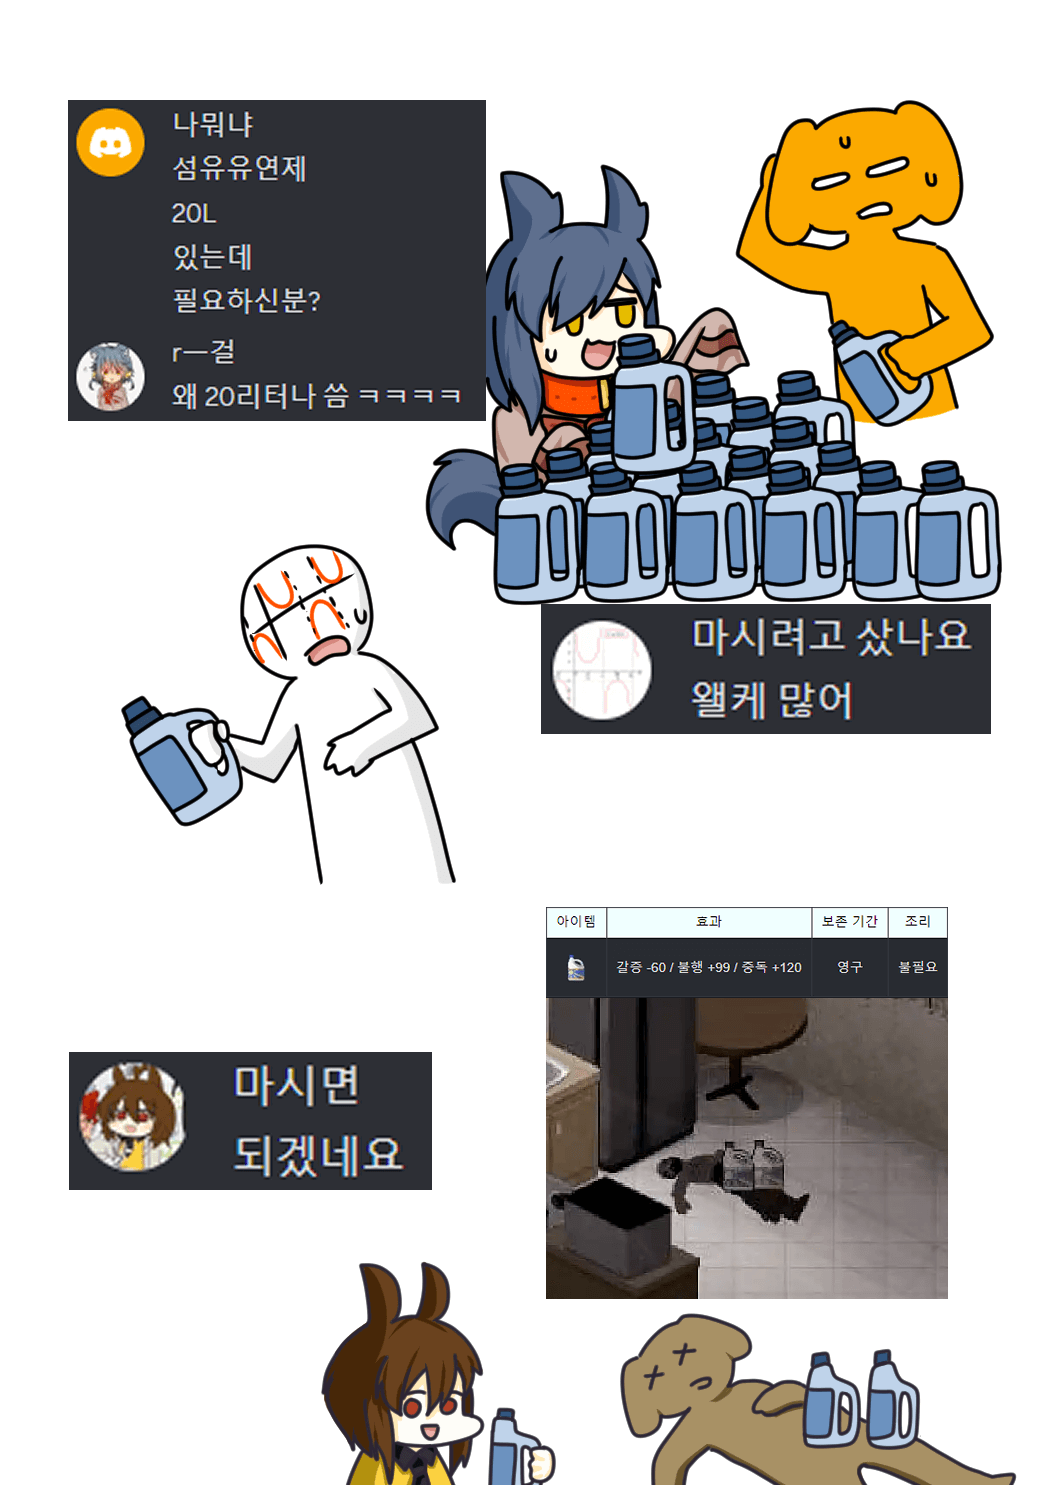 나뭐냐
섬유유연제
20L
있는데
필요하신분?
rㅡ걸
왜 20리터나 씀 ㅋㅋㅋㅋ
마시려고 샀나요
왤케 많어
아이템 효과 보존 기간 조리
갈증 -60 / 불행 +99 / 중독 +120 영구 불필요
마시면
되겠네요